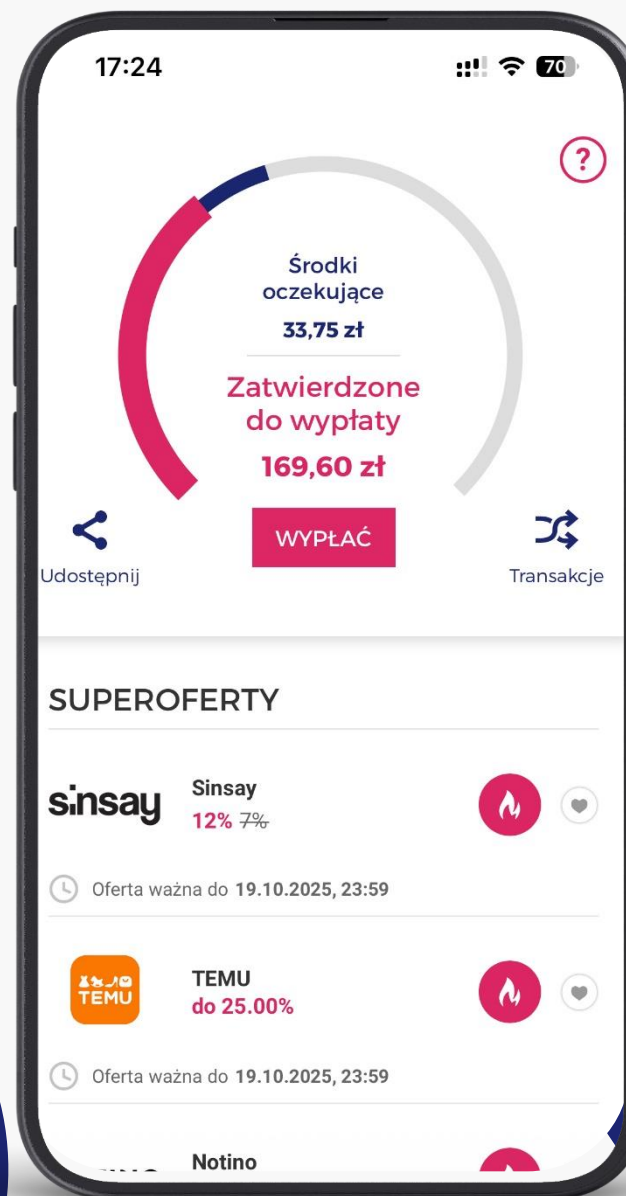 17:24
70
?
Środki
oczekujące
33,75 zł
Zatwierdzone
do wypłaty
169,60 zł
WYPŁAĆ
Udostępnij
Transakcje
SUPEROFERTY
sinsay
Sinsay
12% 7%
Oferta ważna do 19.10.2025, 23:59
TEMU
TEMU
do 25.00%
Oferta ważna do 19.10.2025, 23:59
Notino